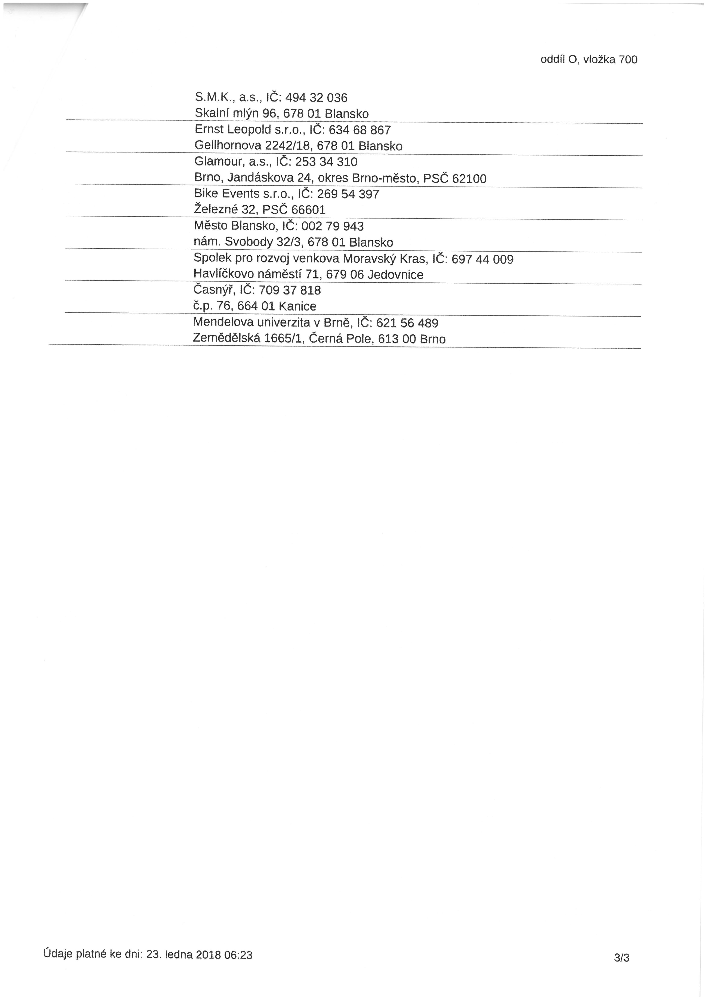 oddíl O, vložka 700
S.M.K., a.s., IČ: 494 32 036
Skalní mlýn 96, 678 01 Blansko
Ernst Leopold s.r.o., IČ: 634 68 867
Gellhornova 2242/18, 678 01 Blansko
Glamour, a.s., IČ: 253 34 310
Brno, Jandáskova 24, okres Brno-město, PSČ 62100
Bike Events s.r.o., IČ: 269 54 397
Železné 32, PSČ 66601
Město Blansko, IČ: 002 79 943
nám. Svobody 32/3, 678 01 Blansko
Spolek pro rozvoj venkova Moravský Kras, IČ: 697 44 009
Havlíčkovo náměstí 71, 679 06 Jedovnice
Časnýř, IČ: 709 37 818
č.p. 76, 664 01 Kanice
Mendelova univerzita v Brně, IČ: 621 56 489
Zemědělská 1665/1, Černá Pole, 613 00 Brno
Údaje platné ke dni: 23. ledna 2018 06:23
3/3